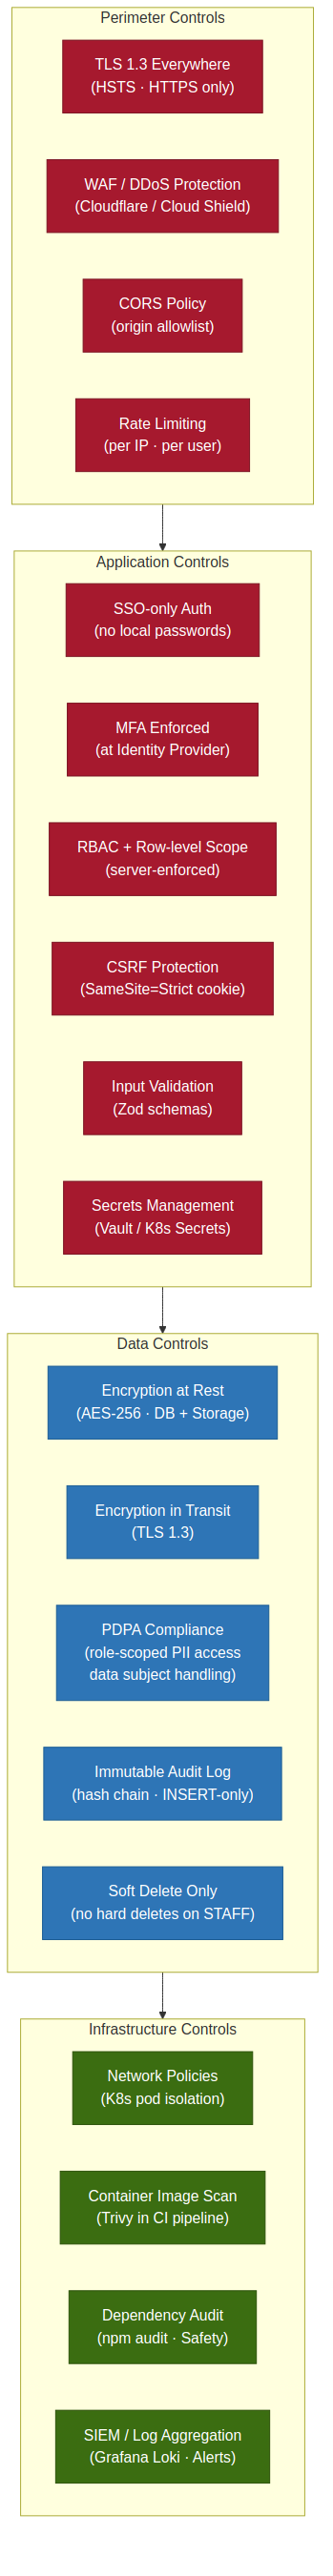 Perimeter Controls
TLS 1.3 Everywhere
(HSTS · HTTPS only)
WAF / DDoS Protection
(Cloudflare / Cloud Shield)
CORS Policy
(origin allowlist)
Rate Limiting
(per IP · per user)
Application Controls
SSO-only Auth
(no local passwords)
MFA Enforced
(at Identity Provider)
RBAC + Row-level Scope
(server-enforced)
CSRF Protection
(SameSite=Strict cookie)
Input Validation
(Zod schemas)
Secrets Management
(Vault / K8s Secrets)
Data Controls
Encryption at Rest
(AES-256 · DB + Storage)
Encryption in Transit
(TLS 1.3)
PDPA Compliance
(role-scoped PII access
data subject handling)
Immutable Audit Log
(hash chain · INSERT-only)
Soft Delete Only
(no hard deletes on STAFF)
Infrastructure Controls
Network Policies
(K8s pod isolation)
Container Image Scan
(Trivy in CI pipeline)
Dependency Audit
(npm audit · Safety)
SIEM / Log Aggregation
(Grafana Loki · Alerts)